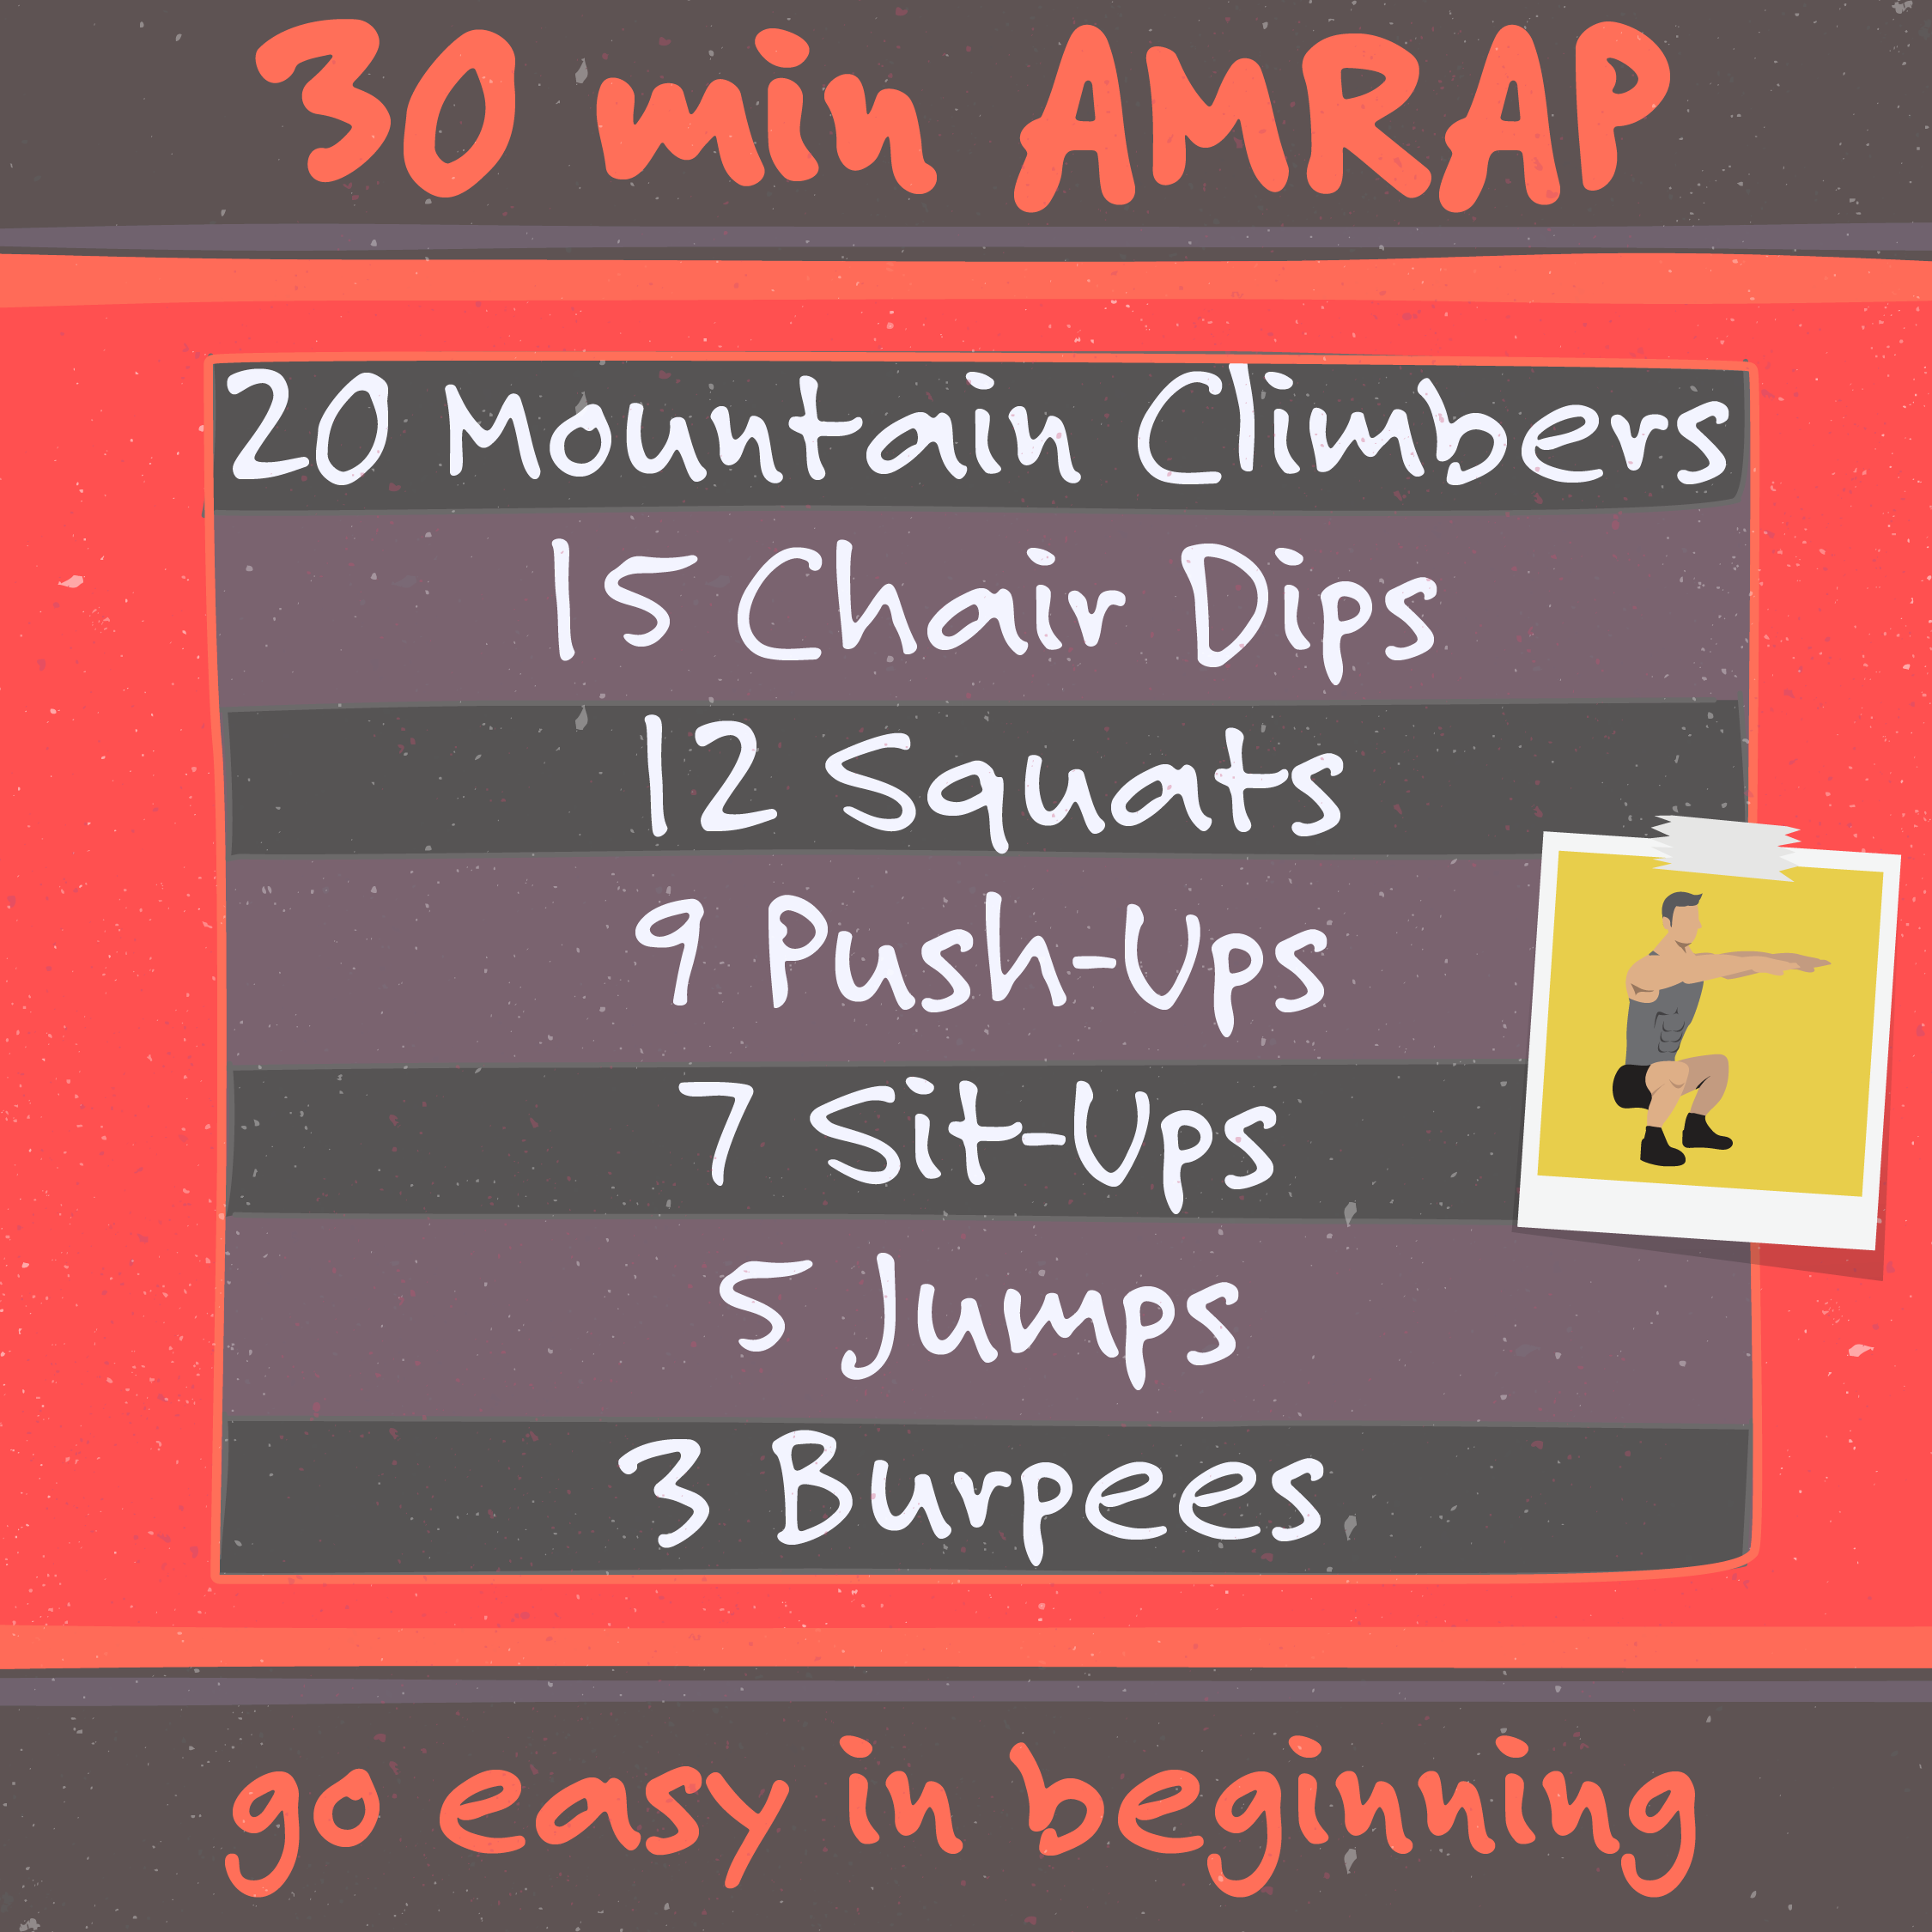 30 min AMRAP
20 Mountain Climbers
15 Chair Dips
12 Squats
9 Push-Ups
7 Sit-Ups
5 Jumps
3 Burpees
go easy in beginning